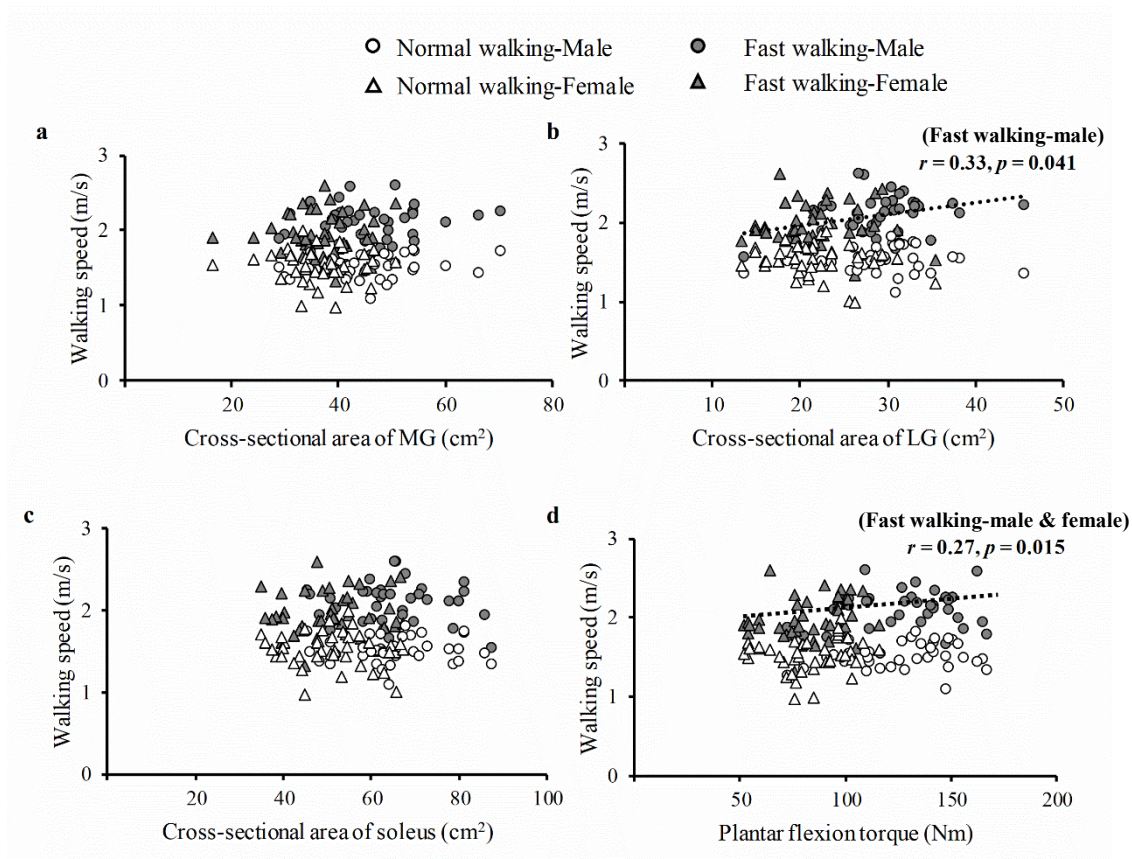 Normal walking-Male
Fast walking-Male
Normal walking-Female
Fast walking-Female
a
3
2
1
0
Walking speed (m/s)
20
40
60
80
Cross-sectional area of MG (cm²)
b
(Fast walking-male)
r = 0.33, p = 0.041
3
2
1
0
Walking speed (m/s)
10
20
30
40
50
Cross-sectional area of LG (cm²)
c
3
2
1
0
Walking speed (m/s)
20
40
60
80
100
Cross-sectional area of soleus (cm²)
d
(Fast walking-male & female)
r = 0.27, p = 0.015
3
2
1
0
Walking speed (m/s)
50
100
150
200
Plantar flexion torque (Nm)